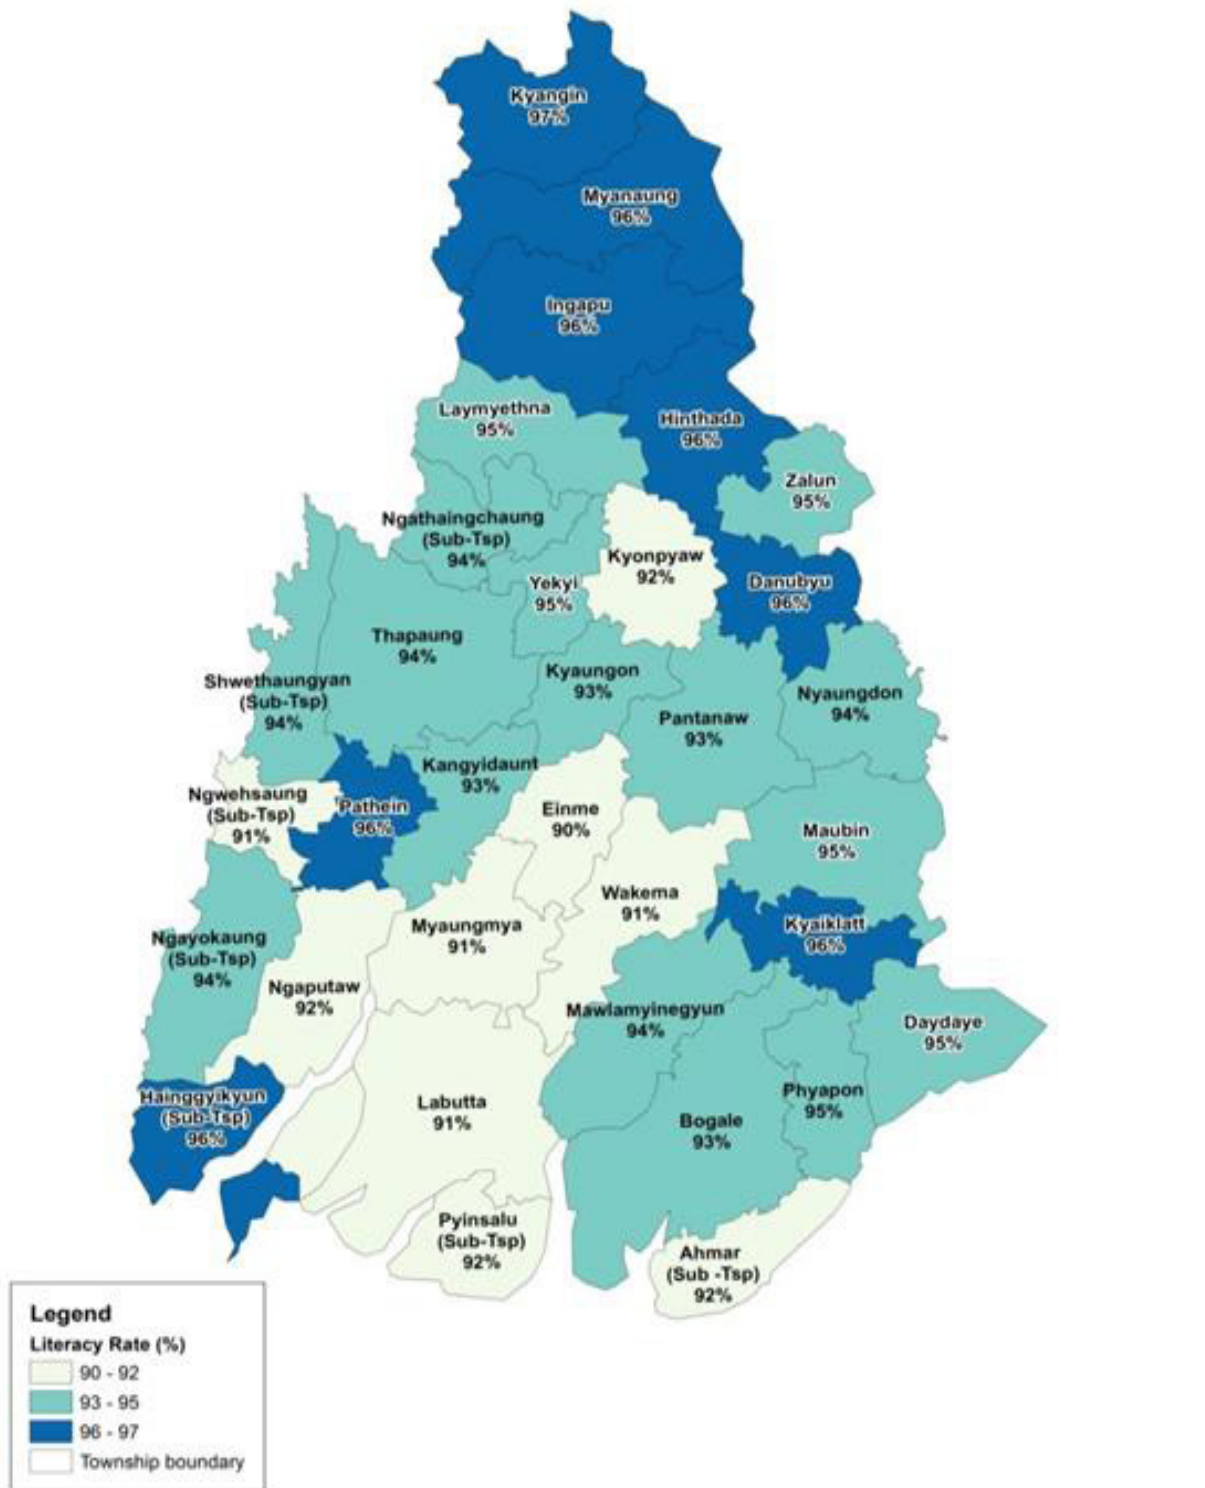 Kyangin
97%
Myanaung
96%
Ingapu
96%
Laymyethna
95%
Hinthada
96%
Zalun
95%
Ngathaingchaung
(Sub-Tsp)
94%
Kyonpyaw
92%
Yekyi
95%
Danubyu
96%
Thapaung
94%
Kyaungon
93%
Shwethaungyan
(Sub-Tsp)
94%
Nyaungdon
94%
Pantanaw
93%
Kangyidaunt
93%
Ngwehsaung
(Sub-Tsp)
91%
Pathein
96%
Einme
90%
Maubin
95%
Wakema
91%
Myaungmya
91%
Kyaiklatt
96%
Ngayokaung
(Sub-Tsp)
94%
Ngaputaw
92%
Mawlamyinegyun
94%
Daydaye
95%
Hainggyikyun
(Sub-Tsp)
96%
Labutta
91%
Phyapon
95%
Bogale
93%
Pyinsalu
(Sub-Tsp)
92%
Ahmar
(Sub -Tsp)
92%
Legend
Literacy Rate (%)
90 - 92
93 - 95
96 - 97
Township boundary